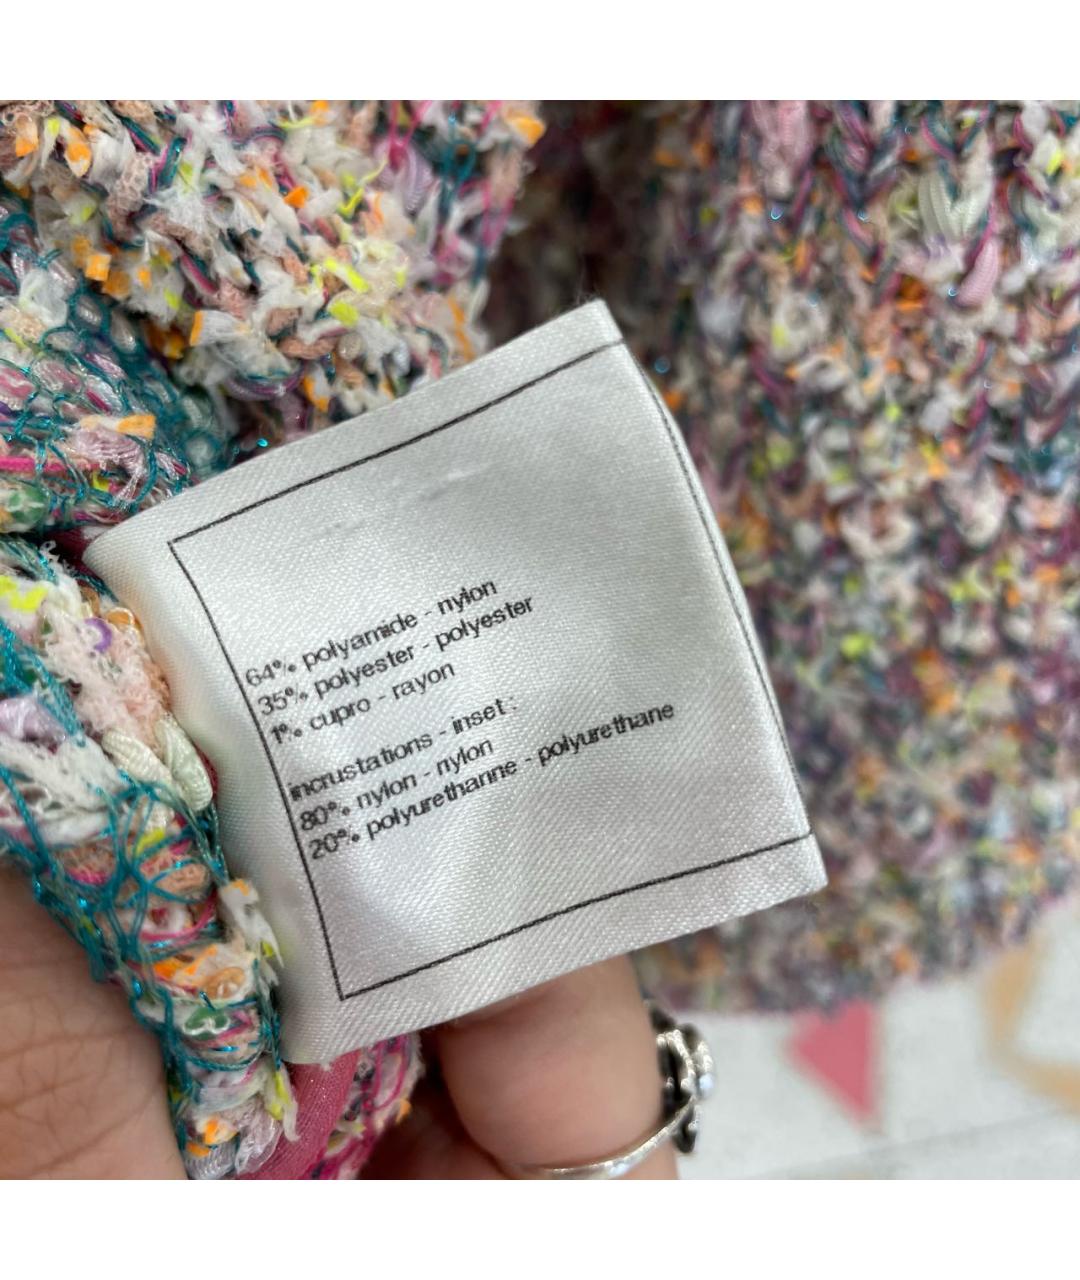 64% polyamide - nylon
35% polyester - polyester
1% cupro - rayon
incrustations - inset :
80% nylon - nylon
20% polyurethanne - polyurethane